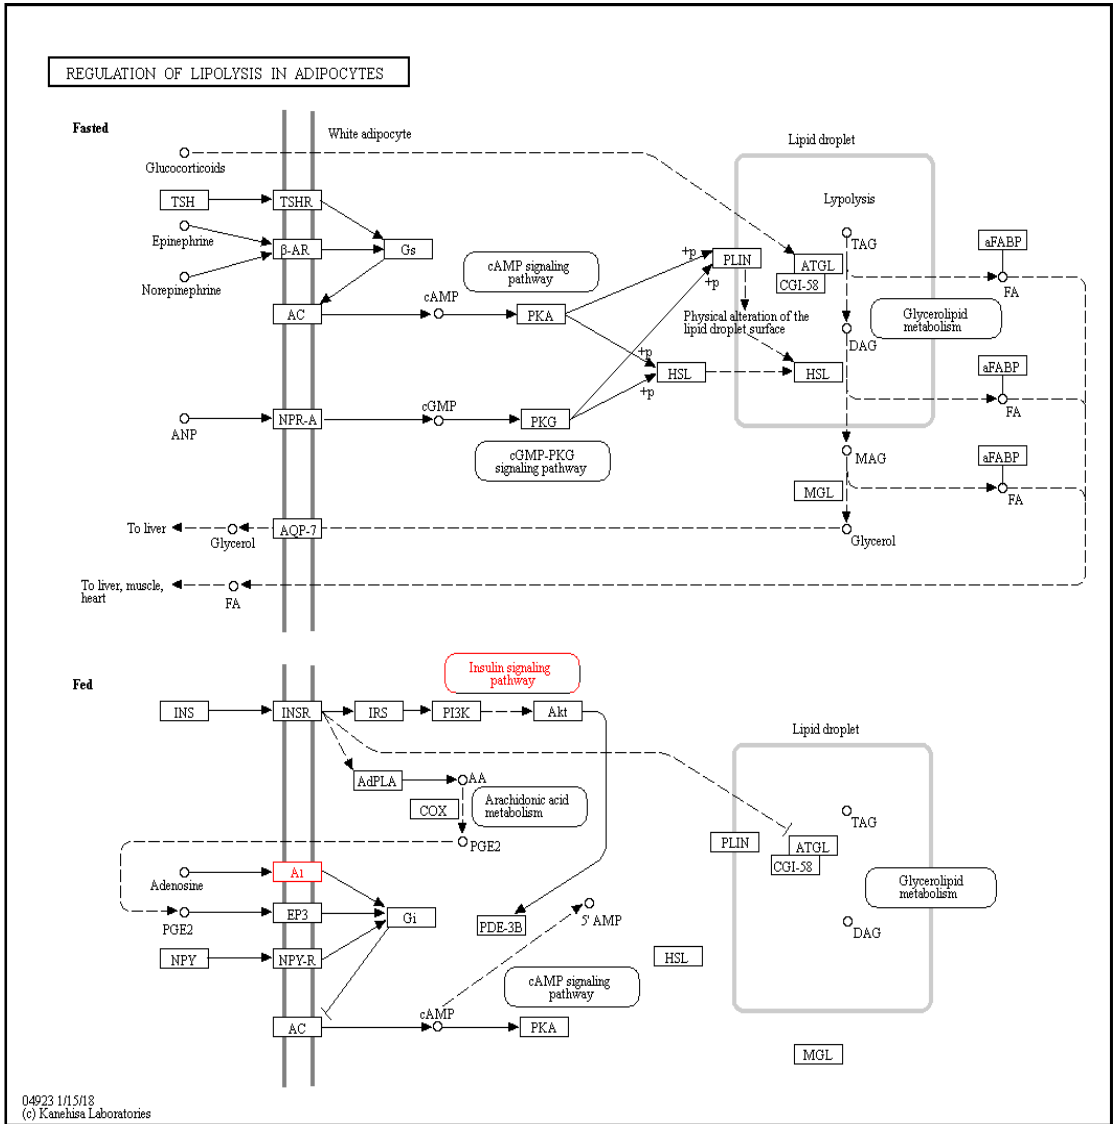 REGULATION OF LIPOLYSIS IN ADIPOCYTES
Fasted
White adipocyte
Lipid droplet
Glucocorticoids
TSH
TSHR
Lypolysis
Epinephrine
β-AR
Gs
TAG
aFABP
Norepinephrine
cAMP signaling
pathway
+p
PLIN
+p
ATGL
CGI-58
FA
AC
cAMP
PKA
Physical alteration of the
lipid droplet surface
Glycerolipid
metabolism
DAG
+p
HSL
HSL
aFABP
+p
FA
ANP
NPR-A
cGMP
PKG
cGMP-PKG
signaling pathway
MAG
aFABP
MGL
FA
To liver
Glycerol
AQP-7
Glycerol
To liver, muscle,
heart
FA
Fed
Insulin signaling
pathway
INS
INSR
IRS
PI3K
Akt
Lipid droplet
AdPLA
AA
COX
Arachidonic acid
metabolism
TAG
PGE2
PLIN
ATGL
CGI-58
Adenosine
A1
Glycerolipid
metabolism
PGE2
EP3
Gi
PDE-3B
5' AMP
DAG
NPY
NPY-R
HSL
cAMP signaling
pathway
AC
cAMP
PKA
MGL
04923 1/15/18
(c) Kanehisa Laboratories